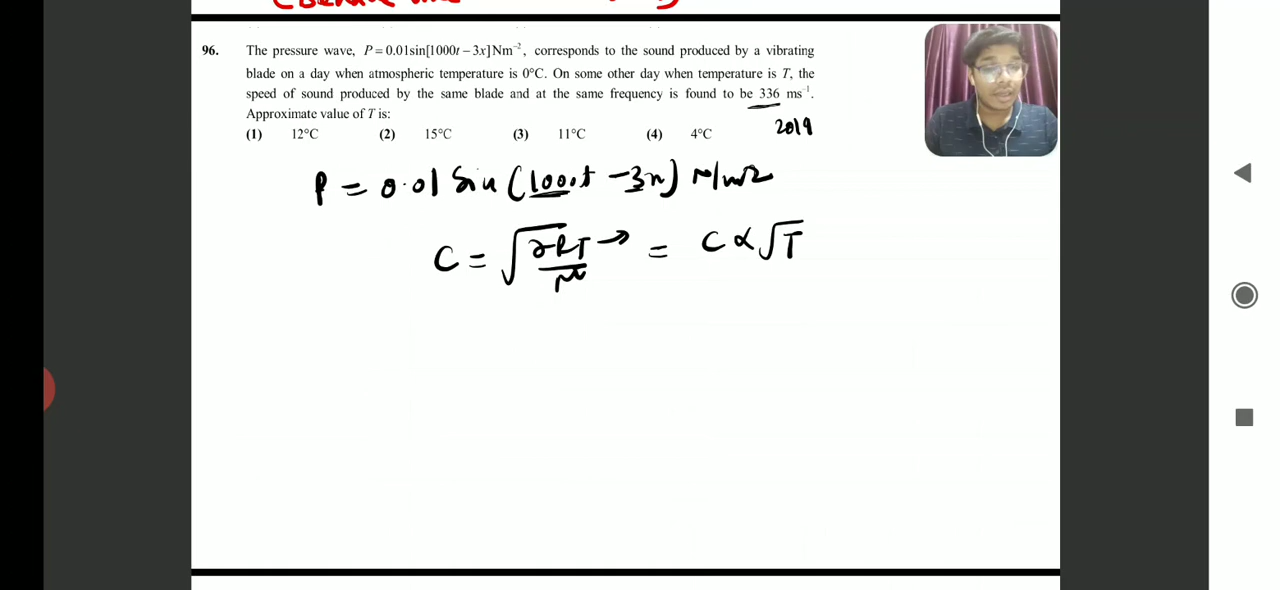 96. The pressure wave, P = 0.01sin[1000t – 3x] Nm⁻², corresponds to the sound produced by a vibrating
blade on a day when atmospheric temperature is 0°C. On some other day when temperature is T, the
speed of sound produced by the same blade and at the same frequency is found to be 336 ms⁻¹.
Approximate value of T is:
(1) 12°C (2) 15°C (3) 11°C (4) 4°C
2019
P = 0.01 Sin (1000t – 3x) N/m2
C = √(γRT/M) → = C ∝ √T